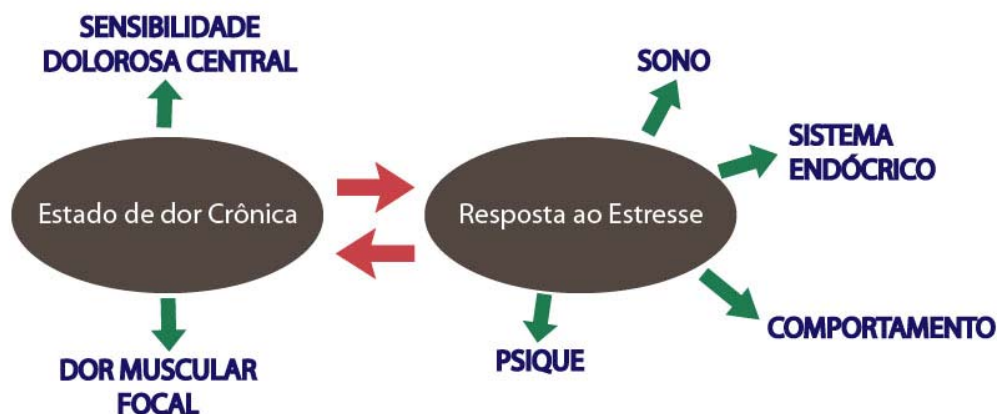 SENSIBILIDADE
DOLOROSA CENTRAL
Estado de dor Crônica
DOR MUSCULAR
FOCAL
SONO
SISTEMA
ENDÓCRICO
Resposta ao Estresse
COMPORTAMENTO
PSIQUE